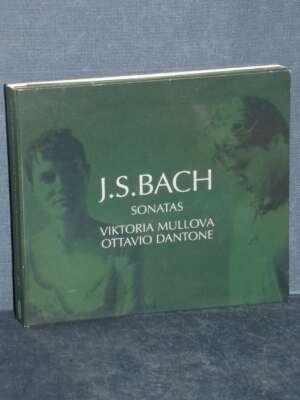 J.S.BACH
SONATAS
VIKTORIA MULLOVA
OTTAVIO DANTONE